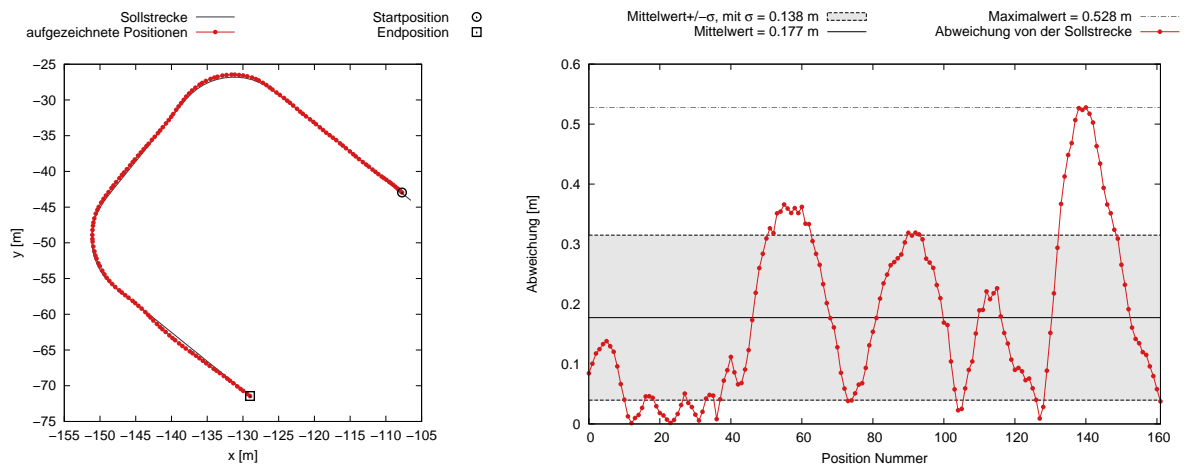 Sollstrecke
aufgezeichnete Positionen
Startposition
Endposition
−25
−30
−35
−40
−45
−50
−55
−60
−65
−70
−75
y [m]
−155 −150 −145 −140 −135 −130 −125 −120 −115 −110 −105
x [m]
Mittelwert+/-σ, mit σ = 0.138 m
Mittelwert = 0.177 m
Maximalwert = 0.528 m
Abweichung von der Sollstrecke
0.6
0.5
0.4
0.3
0.2
0.1
0
Abweichung [m]
0 20 40 60 80 100 120 140 160
Position Nummer